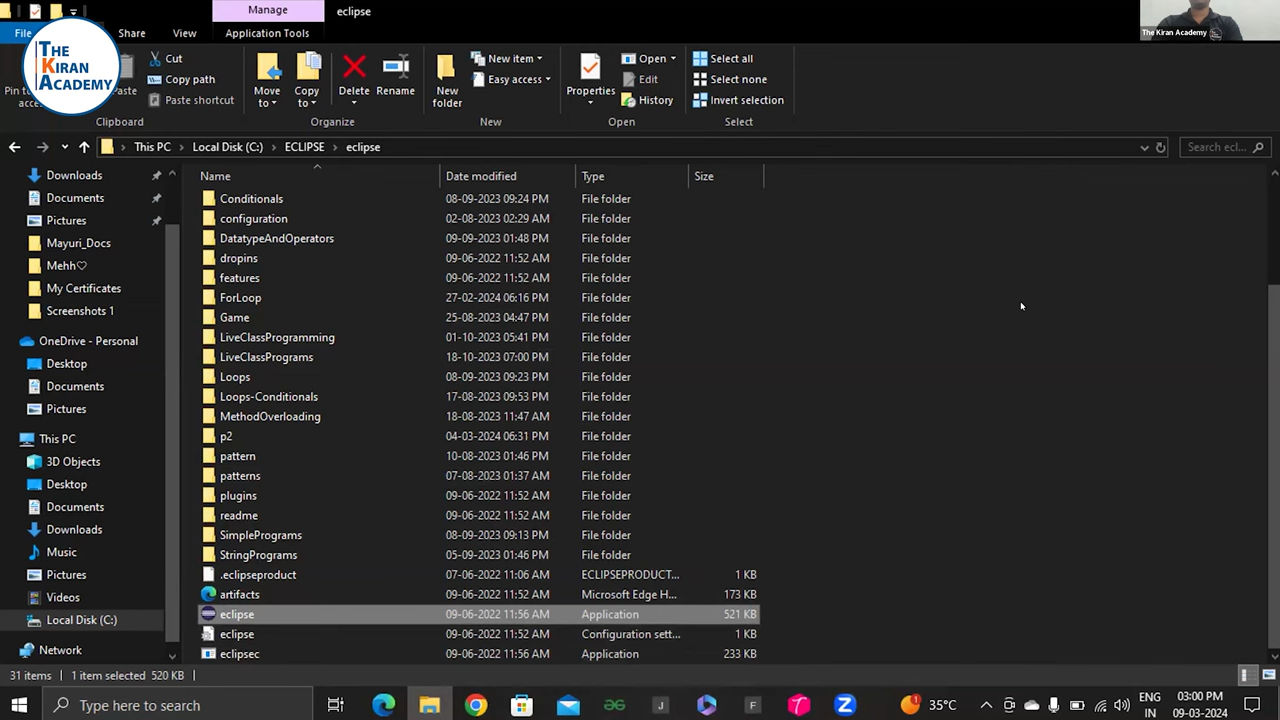 Manage
eclipse
File
Share
View
Application Tools
THE
KIRAN
ACADEMY
The Kiran Academy
Cut
Copy path
Paste shortcut
Paste
Move to
Copy to
Delete
Rename
New folder
New item
Easy access
Properties
Open
Edit
History
Select all
Select none
Invert selection
Clipboard
Organize
New
Open
Select
This PC
Local Disk (C:)
ECLIPSE
eclipse
Search ecl...
Name
Date modified
Type
Size
Downloads
Documents
Pictures
Mayuri_Docs
Mehh♡
My Certificates
Screenshots 1
OneDrive - Personal
Desktop
Documents
Pictures
This PC
3D Objects
Desktop
Documents
Downloads
Music
Pictures
Videos
Local Disk (C:)
Network
Conditionals 08-09-2023 09:24 PM File folder
configuration 02-08-2023 02:29 AM File folder
DatatypeAndOperators 09-09-2023 01:48 PM File folder
dropins 09-06-2022 11:52 AM File folder
features 09-06-2022 11:52 AM File folder
ForLoop 27-02-2024 06:16 PM File folder
Game 25-08-2023 04:47 PM File folder
LiveClassProgramming 01-10-2023 05:41 PM File folder
LiveClassPrograms 18-10-2023 07:00 PM File folder
Loops 08-09-2023 09:23 PM File folder
Loops-Conditionals 17-08-2023 09:53 PM File folder
MethodOverloading 18-08-2023 11:47 AM File folder
p2 04-03-2024 06:31 PM File folder
pattern 10-08-2023 01:46 PM File folder
patterns 07-08-2023 01:37 AM File folder
plugins 09-06-2022 11:52 AM File folder
readme 09-06-2022 11:52 AM File folder
SimplePrograms 08-09-2023 09:13 PM File folder
StringPrograms 05-09-2023 01:46 PM File folder
.eclipseproduct 07-06-2022 11:06 AM ECLIPSEPRODUCT... 1 KB
artifacts 09-06-2022 11:52 AM Microsoft Edge H... 173 KB
eclipse 09-06-2022 11:56 AM Application 521 KB
eclipse 09-06-2022 11:52 AM Configuration sett... 1 KB
eclipsec 09-06-2022 11:56 AM Application 233 KB
31 items
1 item selected 520 KB
Type here to search
35°C
ENG
IN
03:00 PM
09-03-2024